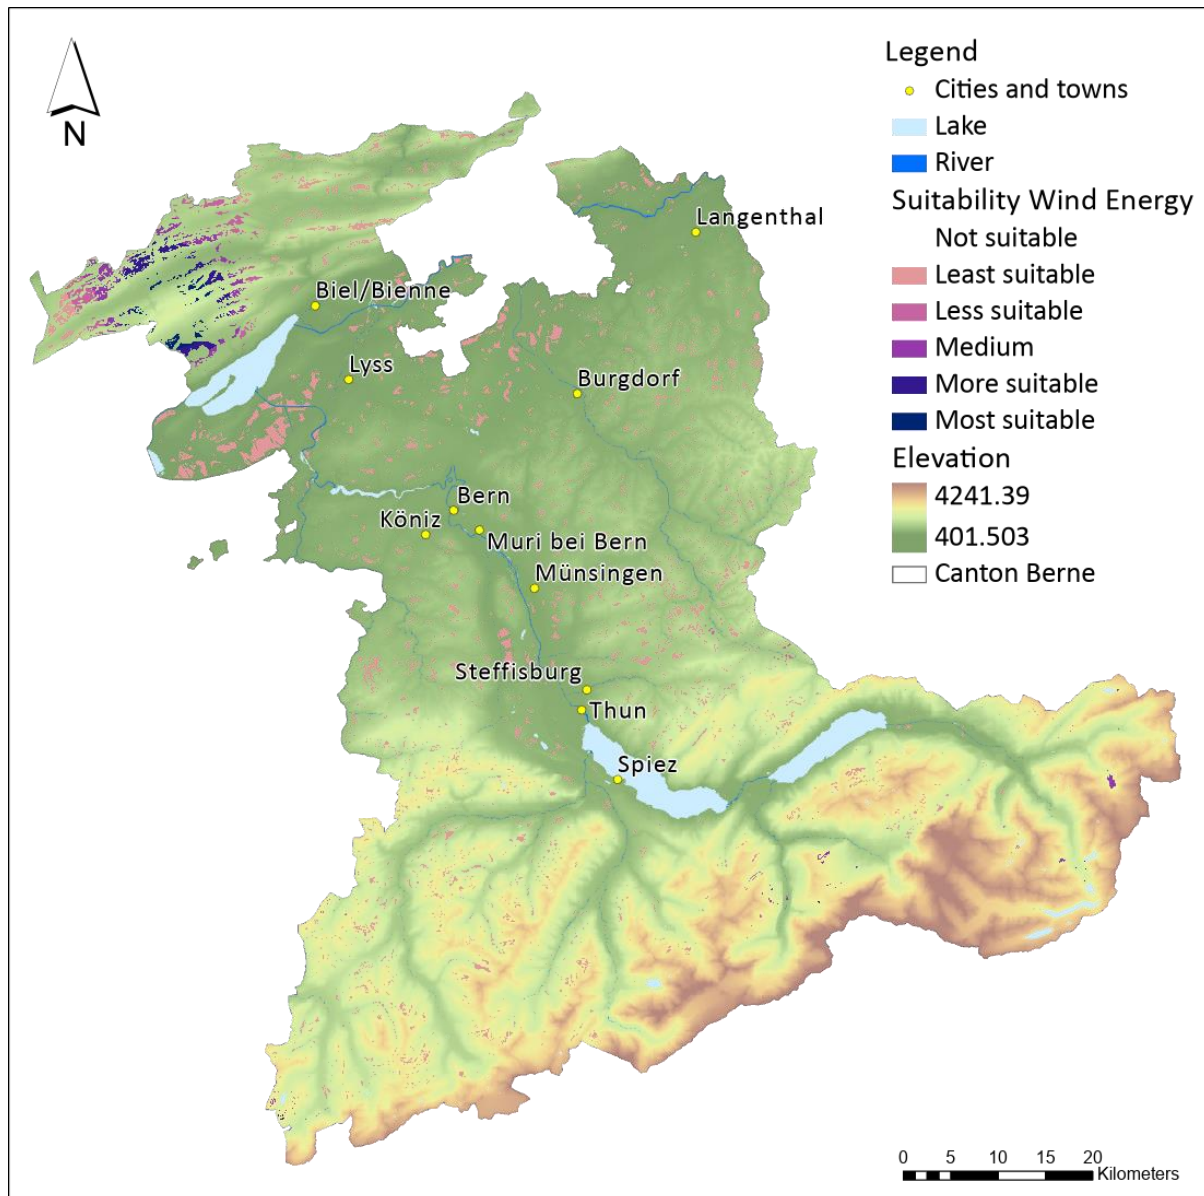 N
Legend
Cities and towns
Lake
River
Suitability Wind Energy
Not suitable
Least suitable
Less suitable
Medium
More suitable
Most suitable
Elevation
4241.39
401.503
Canton Berne
Langenthal
Biel/Bienne
Lyss
Burgdorf
Bern
Köniz
Muri bei Bern
Münsingen
Steffisburg
Thun
Spiez
0 5 10 15 20
Kilometers